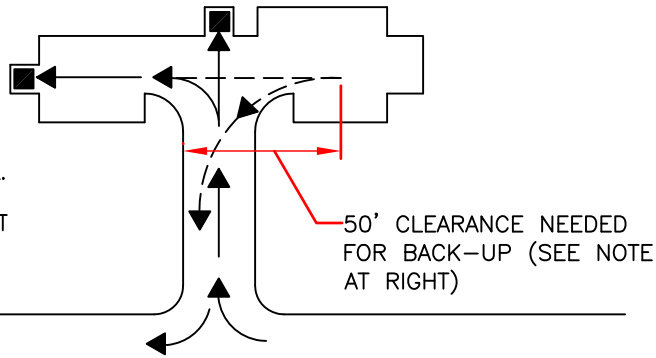 T
50' CLEARANCE NEEDED
FOR BACK-UP (SEE NOTE
AT RIGHT)